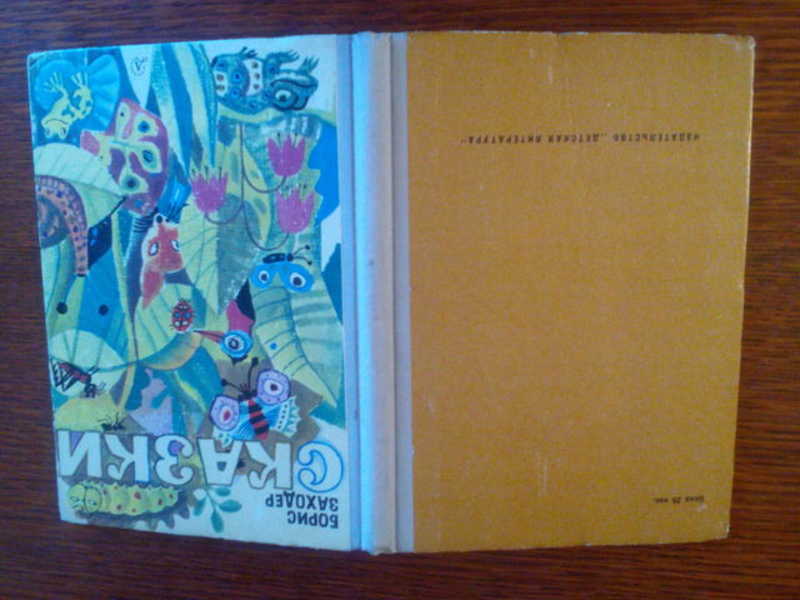 БОРИС
ЗАХОДЕР
СКАЗКИ
ИЗДАТЕЛЬСТВО „ДЕТСКАЯ ЛИТЕРАТУРА"
Цена 25 коп.